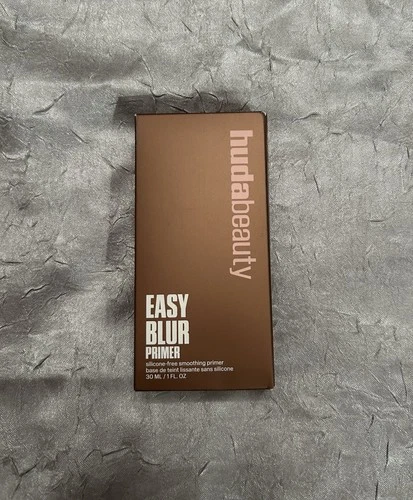 hudabeauty
EASY
BLUR
PRIMER
silicone-free smoothing primer
base de teint lissante sans silicone
30 ML / 1 FL. OZ